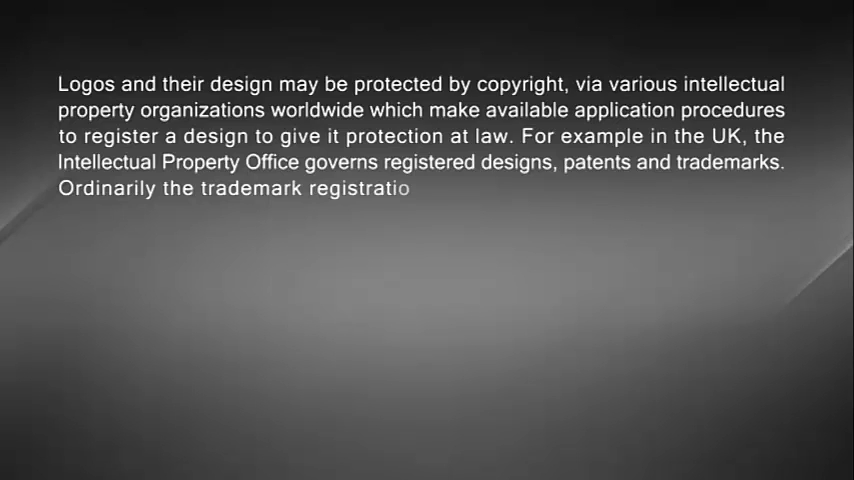 Logos and their design may be protected by copyright, via various intellectual
property organizations worldwide which make available application procedures
to register a design to give it protection at law. For example in the UK, the
Intellectual Property Office governs registered designs, patents and trademarks.
Ordinarily the trademark registratio